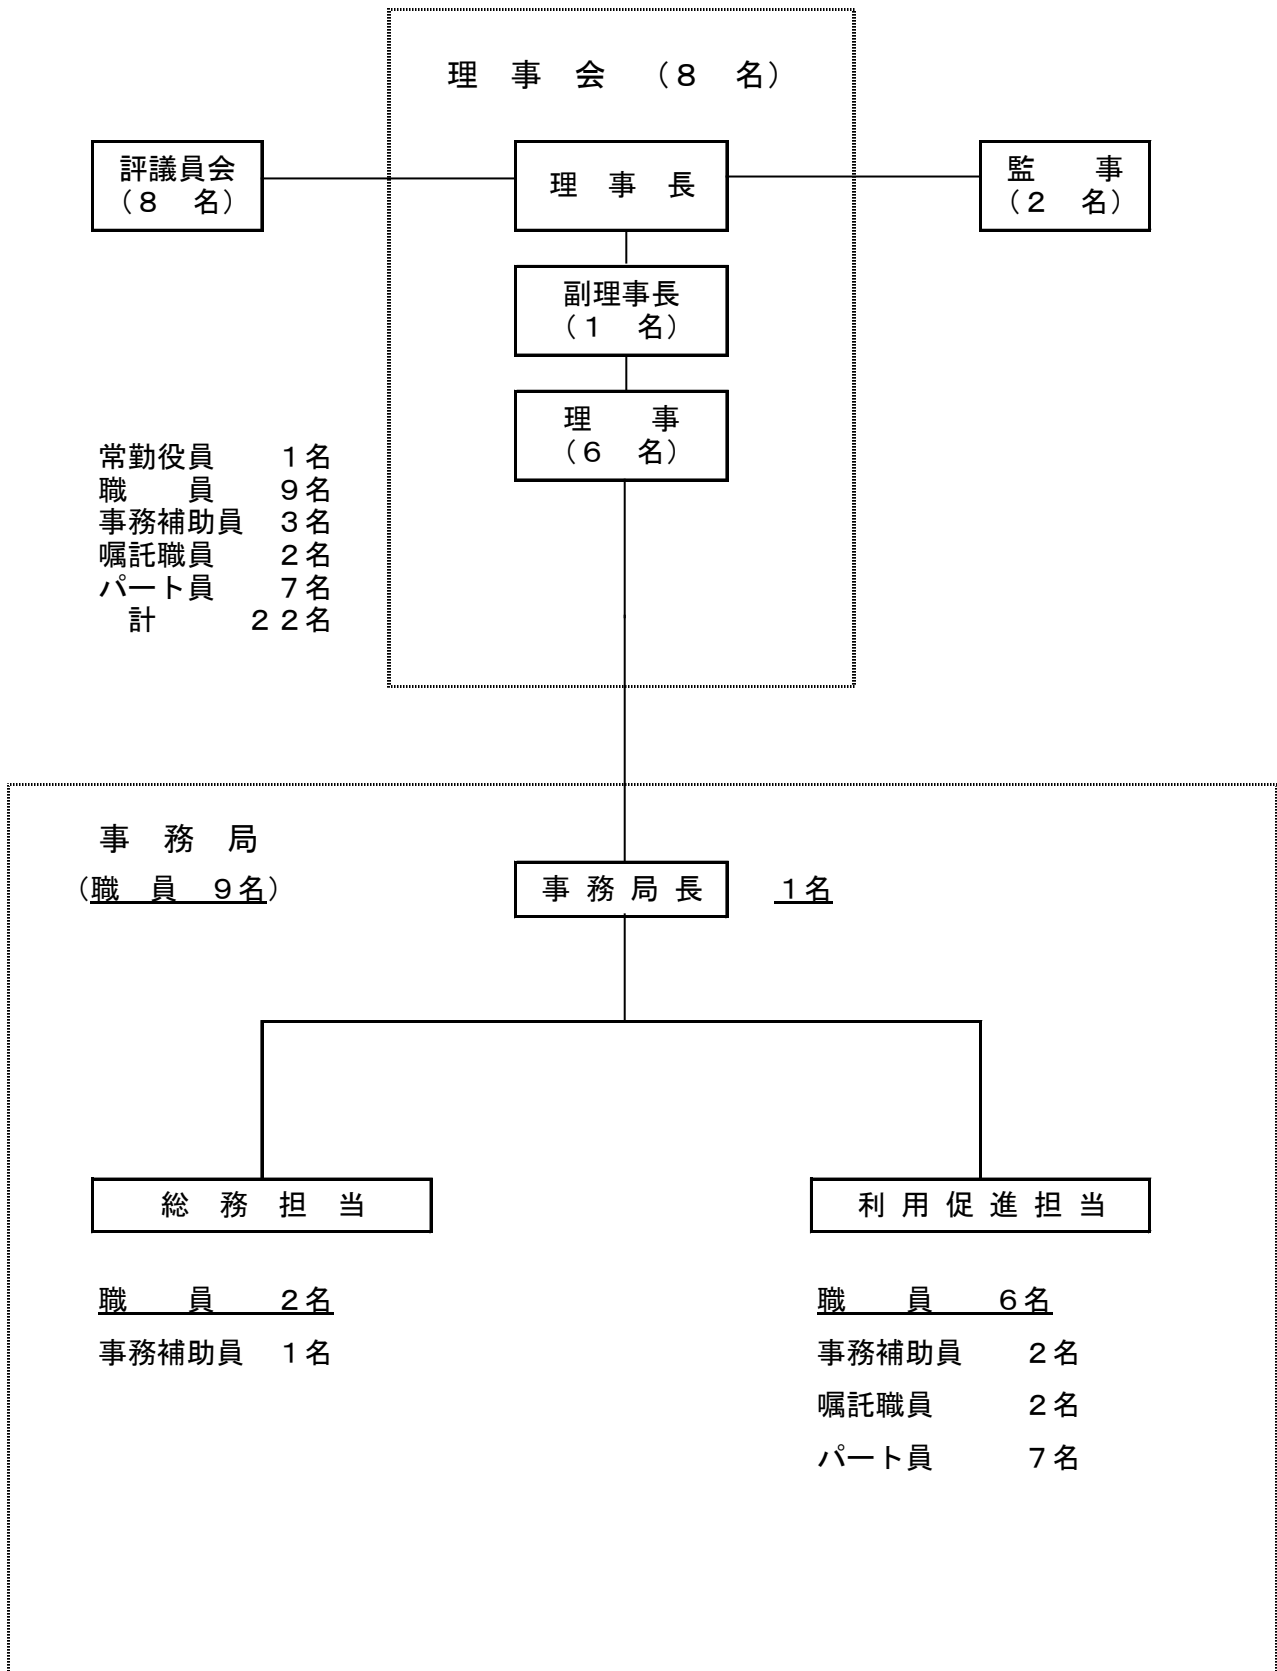 理　事　会　（８　名）
評議員会
（８　名）
理　事　長
監　　事
（２　名）
副理事長
（１　名）
理　　事
（６　名）
常勤役員　　１名
職　　員　　９名
事務補助員　３名
嘱託職員　　２名
パート員　　７名
計　　　２２名
事　務　局
（職　員　９名）
事 務 局 長　１名
総　務　担　当
職　　員　　２名
事務補助員　１名
利 用 促 進 担 当
職　　員　　６名
事務補助員　　２名
嘱託職員　　　２名
パート員　　　７名